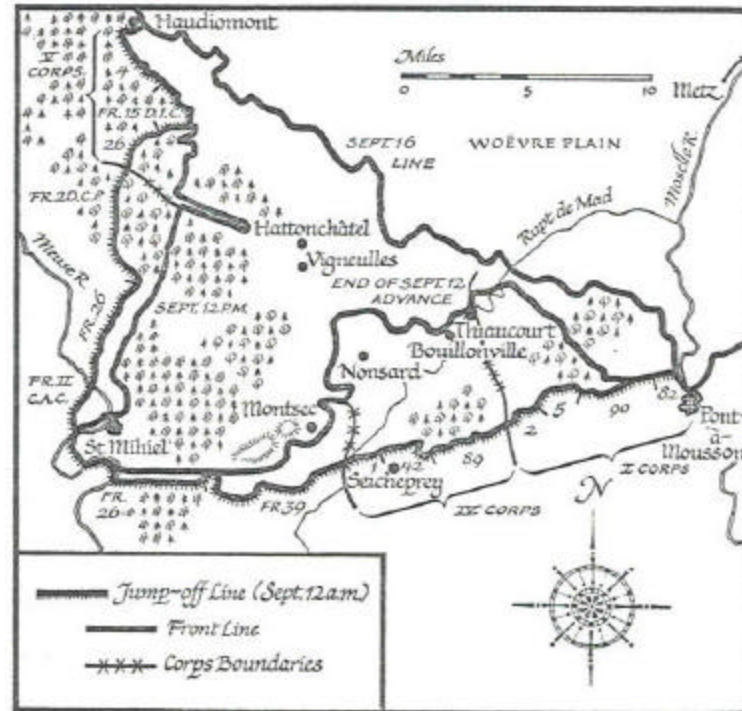 Haudiomont
V
CORPS
4
FR. 15 D.I.C.
26
Miles
0 5 10
Metz
SEPT. 16
LINE
WOËVRE PLAIN
Moselle R.
FR. 2D. C.P.
Rupt de Mad
Hattonchâtel
Meuse R.
Vigneulles
END OF SEPT. 12
ADVANCE
SEPT. 12 P.M.
FR. 26
Thiaucourt
Bouillonville
FR. II
C.A.C.
Nonsard
Montsec
82
90
5
2
Pont-
à-
Mousson
St Mihiel
1
42
89
Seicheprey
I CORPS
FR.
26
FR. 39
IV CORPS
N
Jump-off Line (Sept. 12 a.m.)
Front Line
Corps Boundaries